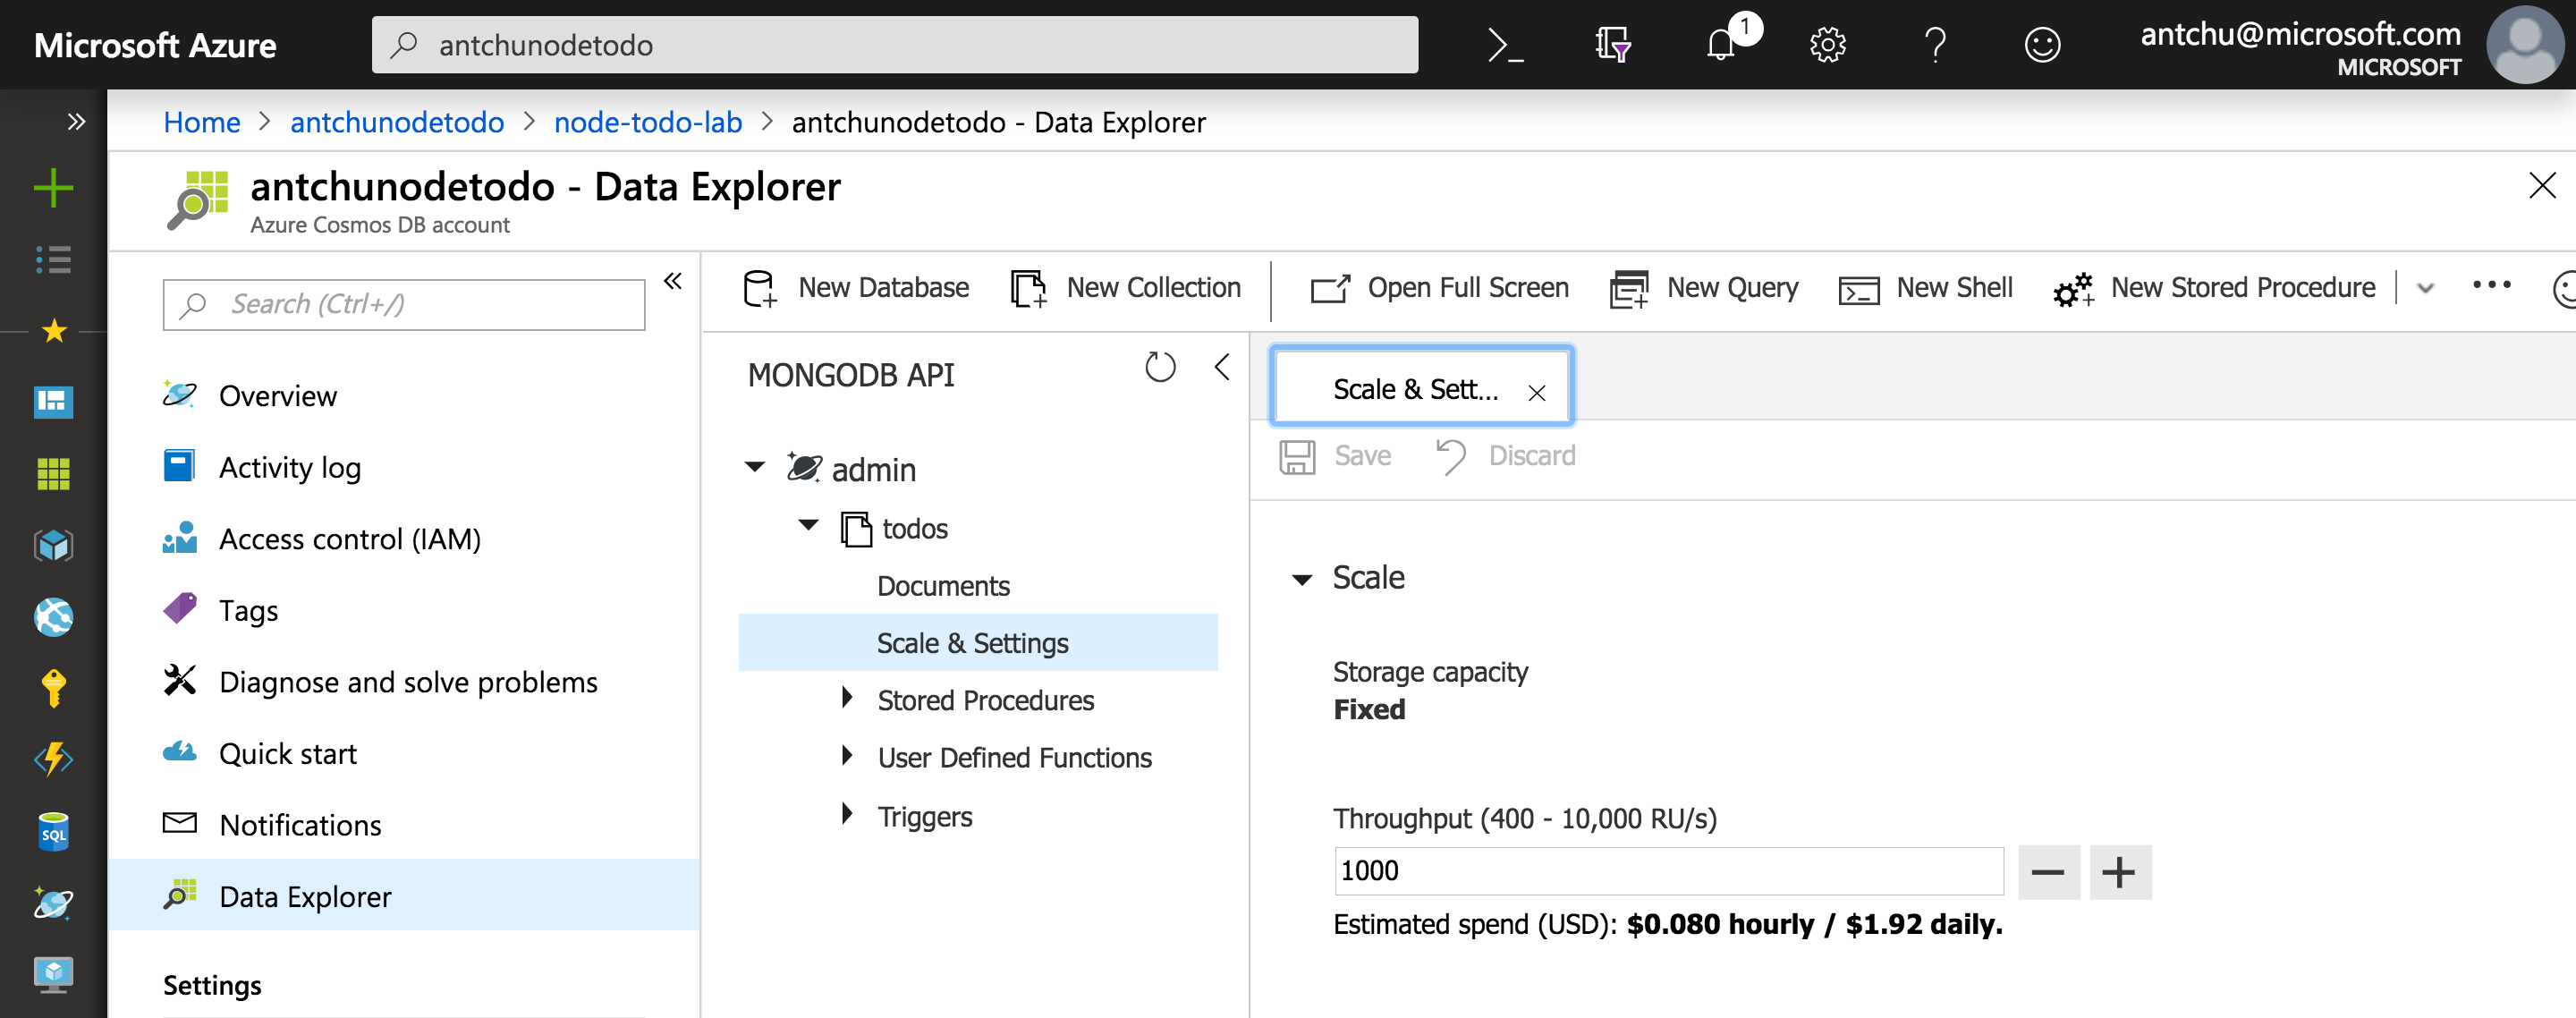 Microsoft Azure
antchunodetodo
1
antchu@microsoft.com
MICROSOFT
Home > antchunodetodo > node-todo-lab > antchunodetodo - Data Explorer
antchunodetodo - Data Explorer
Azure Cosmos DB account
Search (Ctrl+/)
Overview
Activity log
Access control (IAM)
Tags
Diagnose and solve problems
Quick start
Notifications
Data Explorer
Settings
SQL
New Database
New Collection
Open Full Screen
New Query
New Shell
New Stored Procedure
MONGODB API
admin
todos
Documents
Scale & Settings
Stored Procedures
User Defined Functions
Triggers
Scale & Sett...
Save
Discard
Scale
Storage capacity
Fixed
Throughput (400 - 10,000 RU/s)
1000
Estimated spend (USD): $0.080 hourly / $1.92 daily.